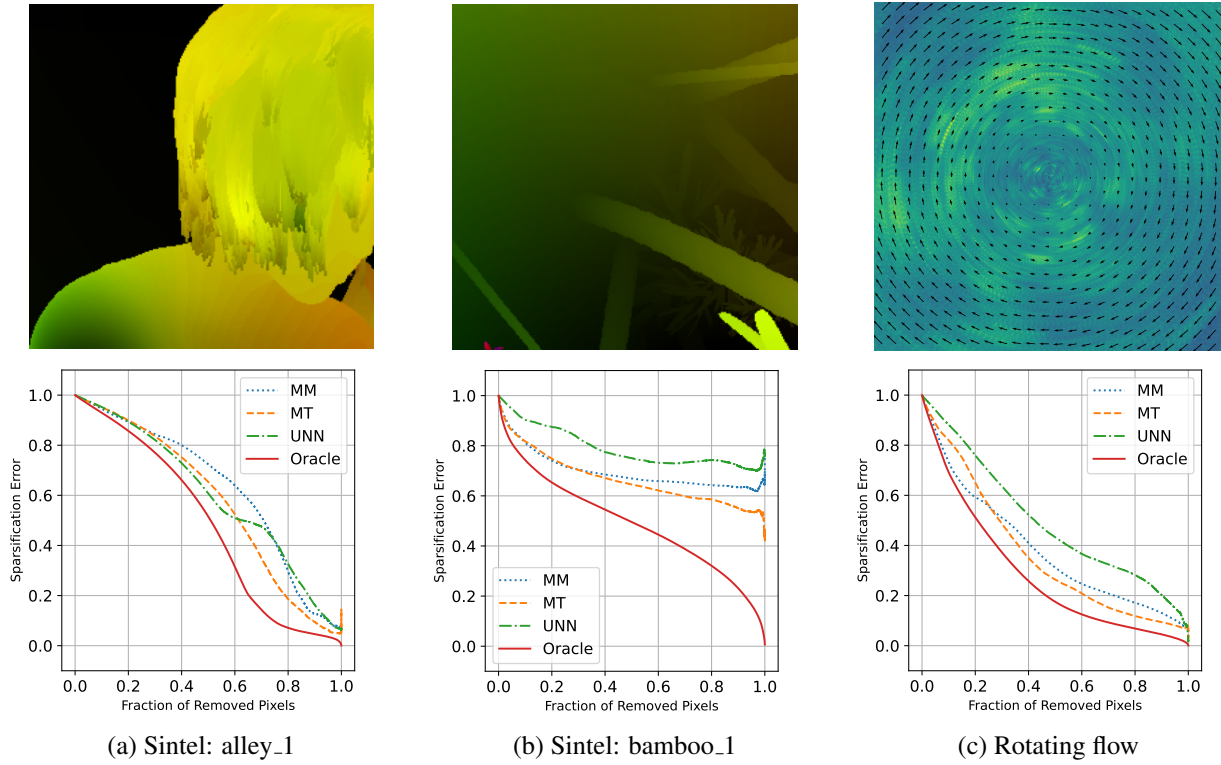 1.0
0.8
0.6
0.4
0.2
0.0
0.0 0.2 0.4 0.6 0.8 1.0
Sparsification Error
Fraction of Removed Pixels
MM
MT
UNN
Oracle
(a) Sintel: alley_1
1.0
0.8
0.6
0.4
0.2
0.0
0.0 0.2 0.4 0.6 0.8 1.0
Sparsification Error
Fraction of Removed Pixels
MM
MT
UNN
Oracle
(b) Sintel: bamboo_1
1.0
0.8
0.6
0.4
0.2
0.0
0.0 0.2 0.4 0.6 0.8 1.0
Sparsification Error
Fraction of Removed Pixels
MM
MT
UNN
Oracle
(c) Rotating flow